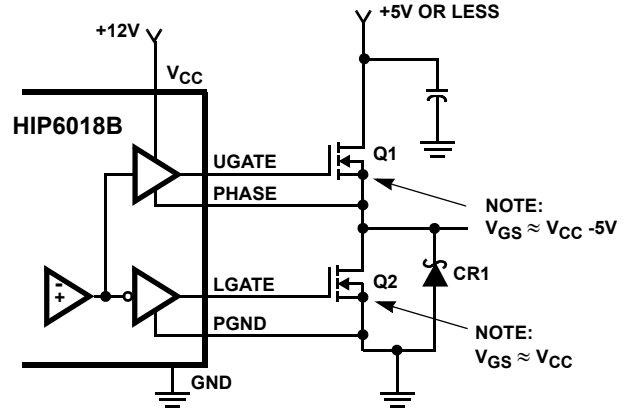 +5V OR LESS
+12V
VCC
HIP6018B
UGATE
Q1
PHASE
NOTE:
VGS ≈ VCC -5V
- +
LGATE
Q2
CR1
PGND
NOTE:
VGS ≈ VCC
GND